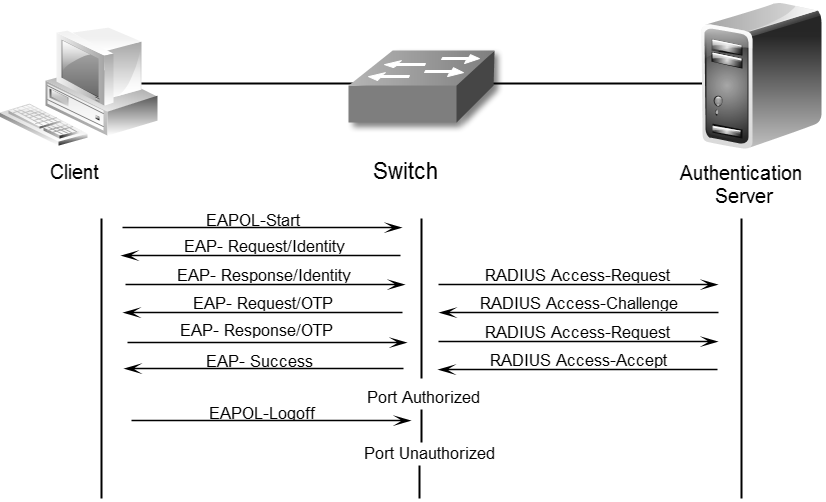 Client
Switch
Authentication
Server
EAPOL-Start
EAP- Request/Identity
EAP- Response/Identity
RADIUS Access-Request
EAP- Request/OTP
RADIUS Access-Challenge
EAP- Response/OTP
RADIUS Access-Request
EAP- Success
RADIUS Access-Accept
Port Authorized
EAPOL-Logoff
Port Unauthorized